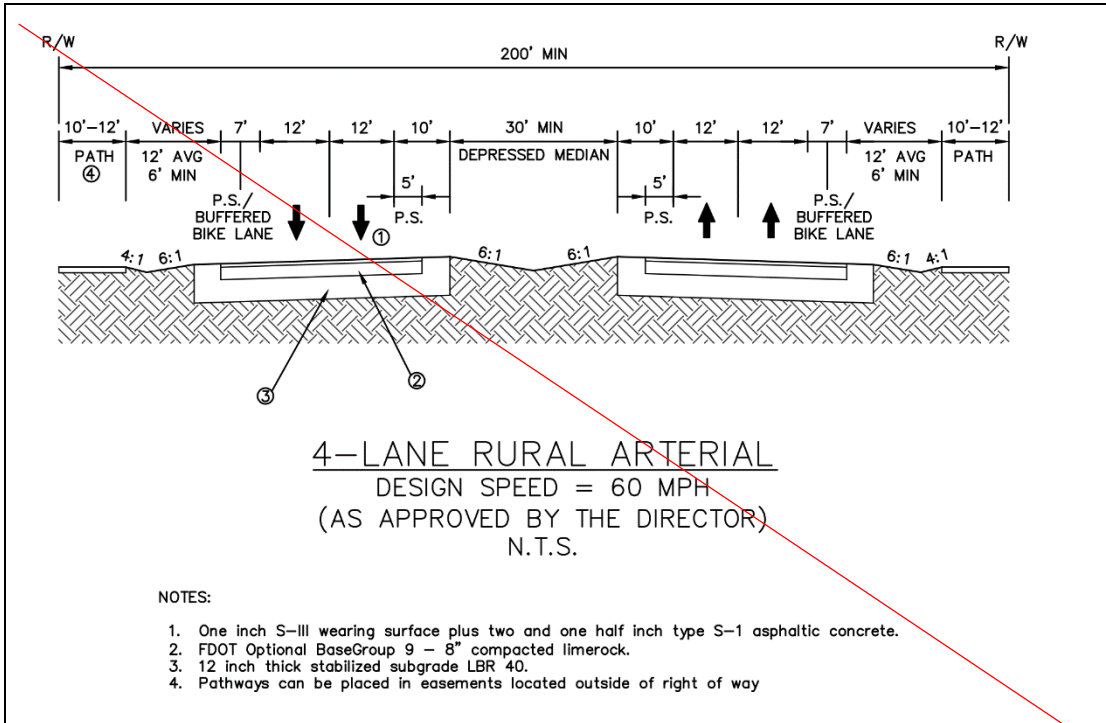 R/W R/W
200' MIN
10'-12' VARIES 7' 12' 12' 10' 30' MIN 10' 12' 12' 7' VARIES 10'-12'
PATH 12' AVG DEPRESSED MEDIAN 12' AVG PATH
④ 6' MIN 5' 5' 6' MIN
P.S./ P.S. P.S. P.S./
BUFFERED BUFFERED
BIKE LANE BIKE LANE
①
4:1 6:1 6:1 6:1 6:1 4:1
②
③
4-LANE RURAL ARTERIAL
DESIGN SPEED = 60 MPH
(AS APPROVED BY THE DIRECTOR)
N.T.S.
NOTES:
1. One inch S-III wearing surface plus two and one half inch type S-1 asphaltic concrete.
2. FDOT Optional BaseGroup 9 - 8" compacted limerock.
3. 12 inch thick stabilized subgrade LBR 40.
4. Pathways can be placed in easements located outside of right of way